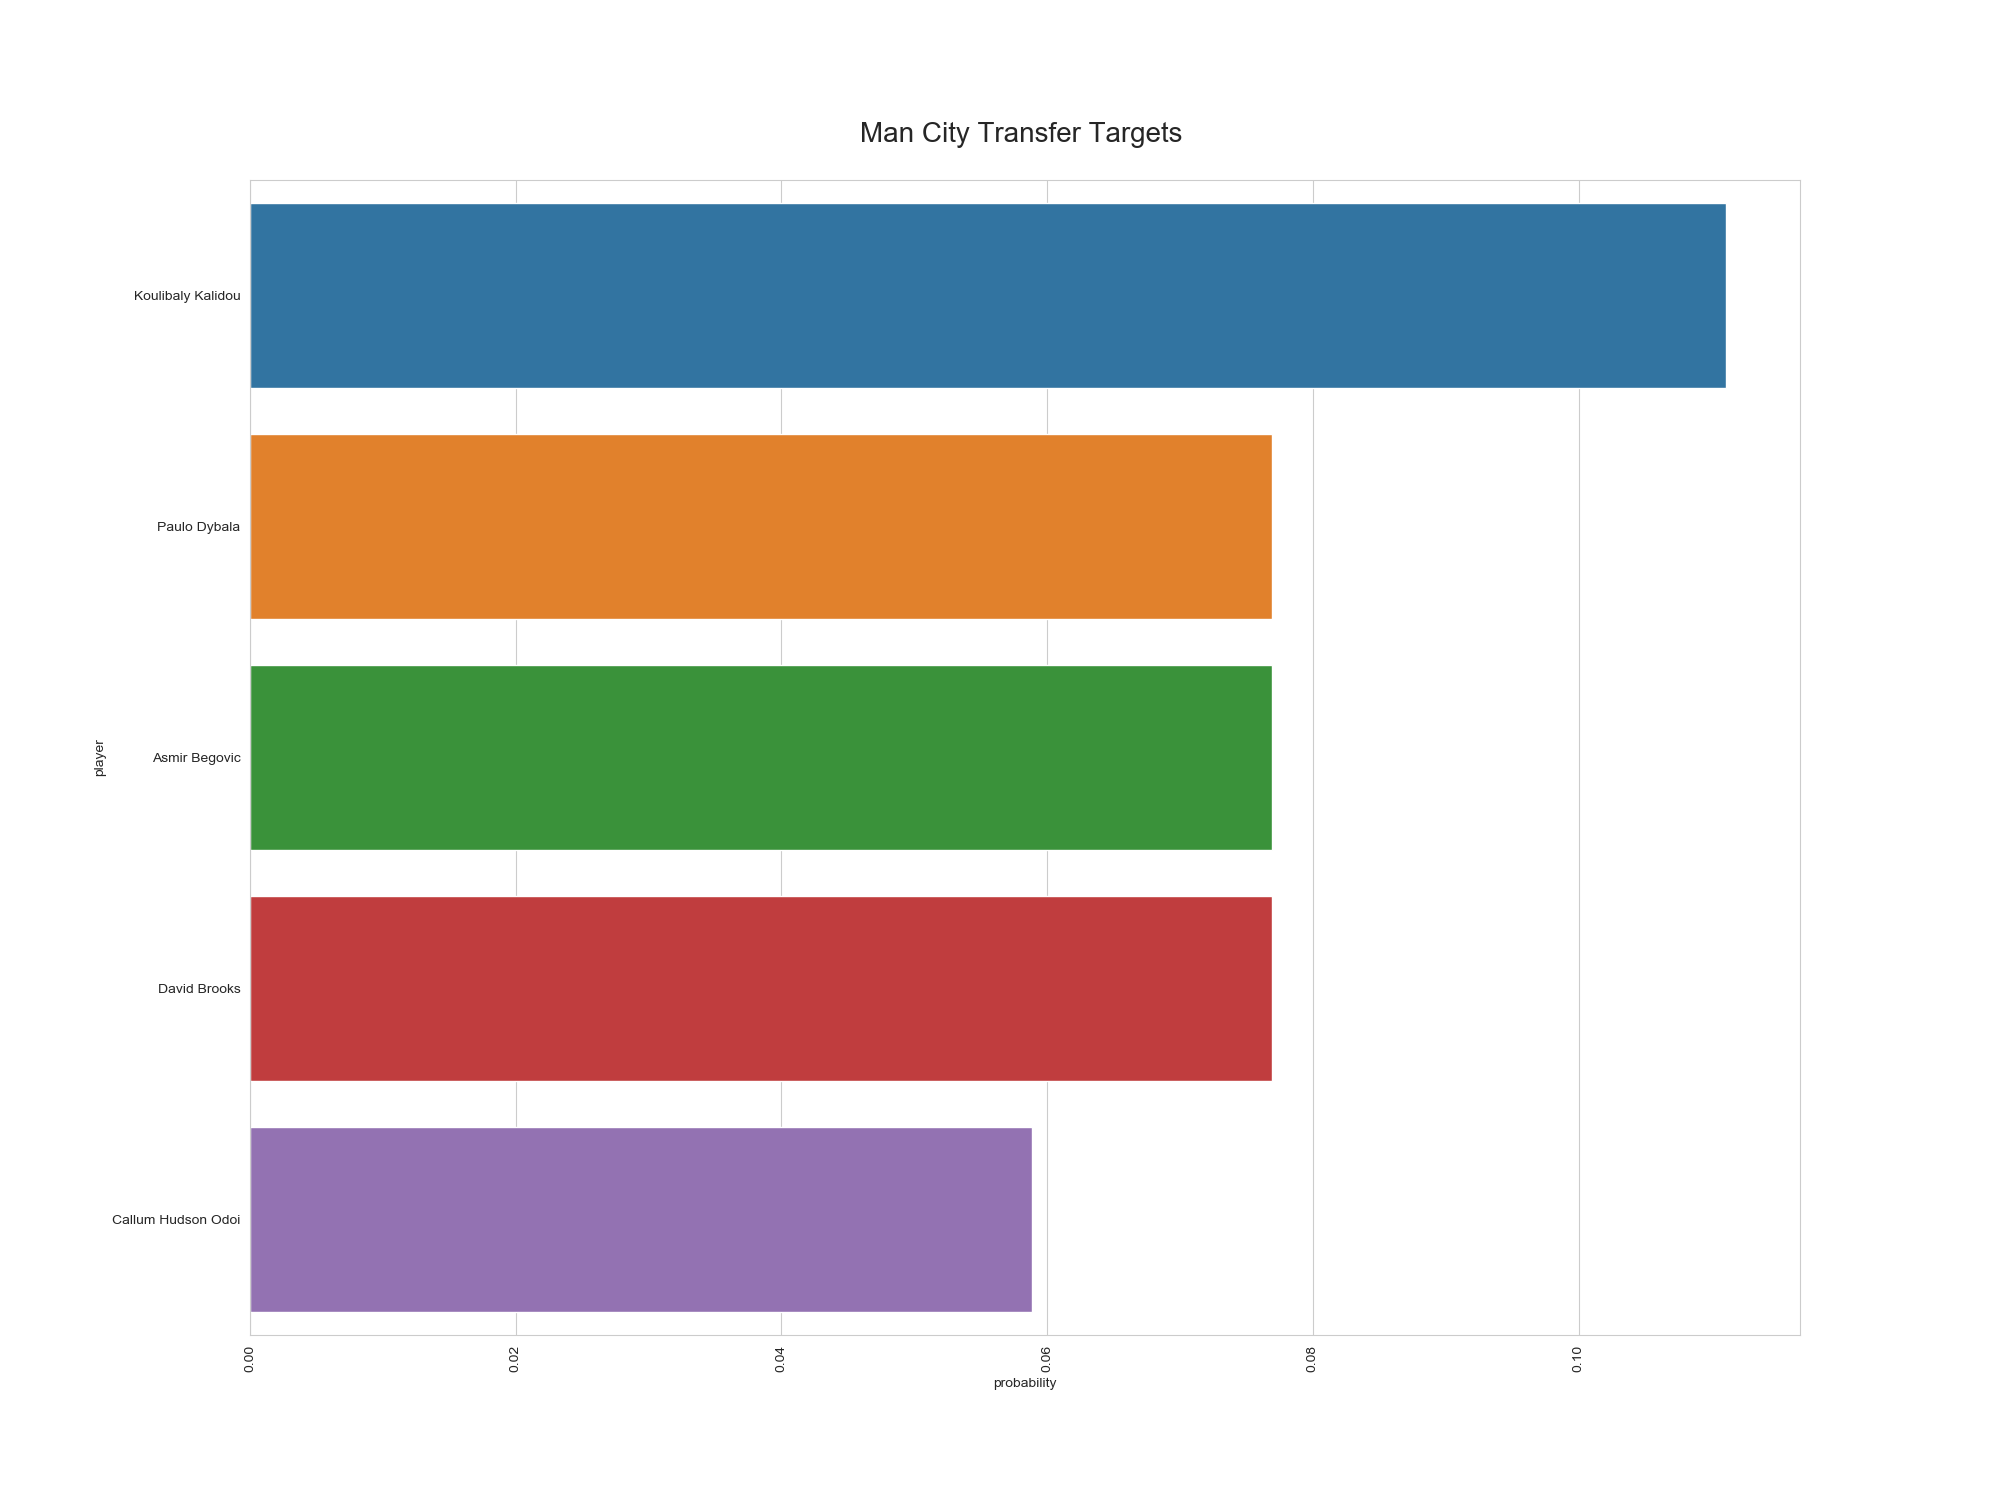 Man City Transfer Targets
player
Koulibaly Kalidou
Paulo Dybala
Asmir Begovic
David Brooks
Callum Hudson Odoi
0.00
0.02
0.04
0.06
0.08
0.10
probability